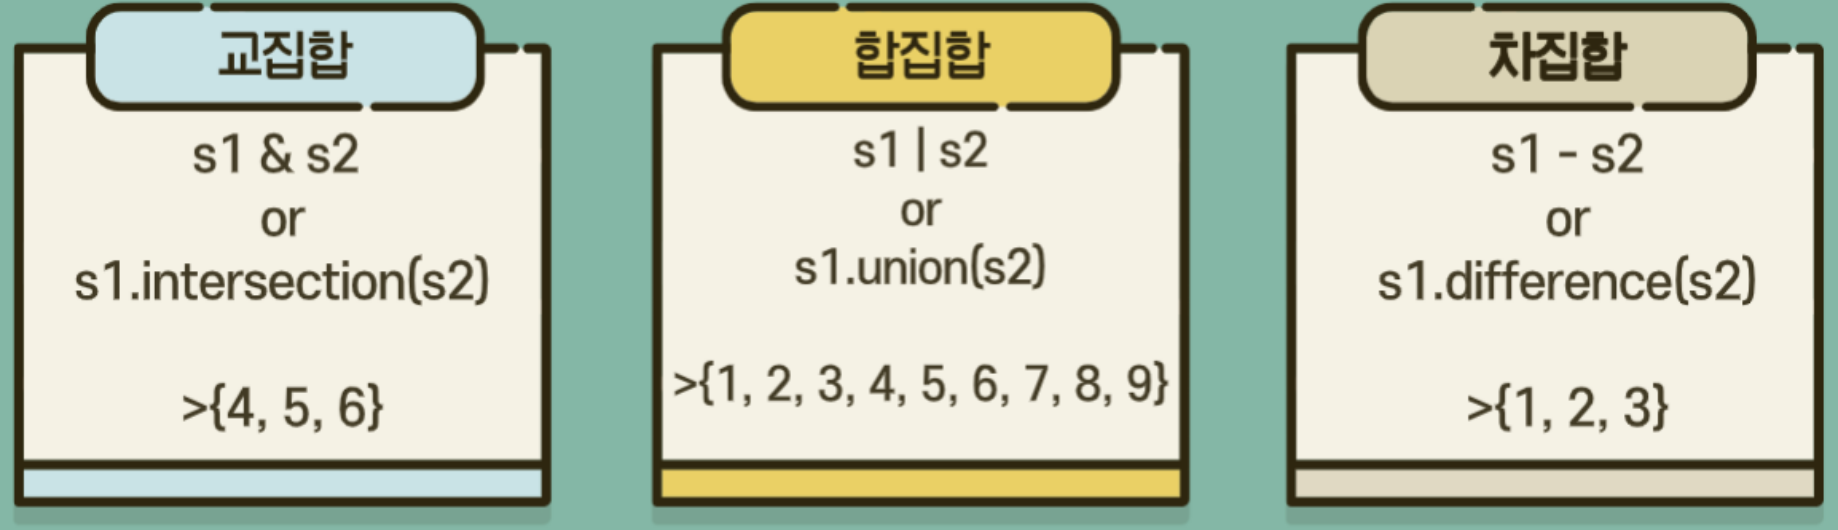 교집합
s1 & s2
or
s1.intersection(s2)
>{4, 5, 6}
합집합
s1 | s2
or
s1.union(s2)
>{1, 2, 3, 4, 5, 6, 7, 8, 9}
차집합
s1 - s2
or
s1.difference(s2)
>{1, 2, 3}